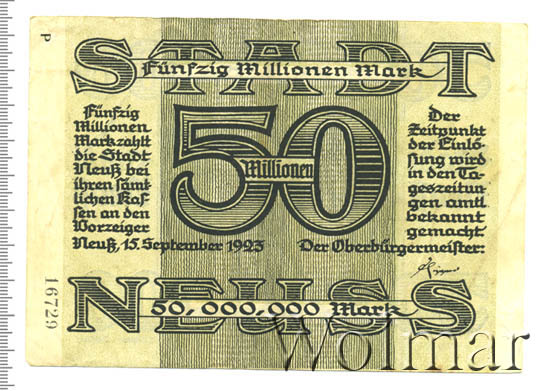 P
STADT
Fünfzig Millionen Mark
Fünfzig
Millionen
Mark zahlt
die Stadt
Neuß bei
ihren sämt-
lichen Kas-
sen an den
Vorzeiger
Neuß, 15. September 1923
50
Millionen
Der
Zeitpunkt
der Einlö-
sung wird
in den Ta-
geszeitun-
gen amtl.
bekannt
gemacht.
Der Oberbürgermeister:
16729
NEUSS
50,000,000 Mark
Wolmar